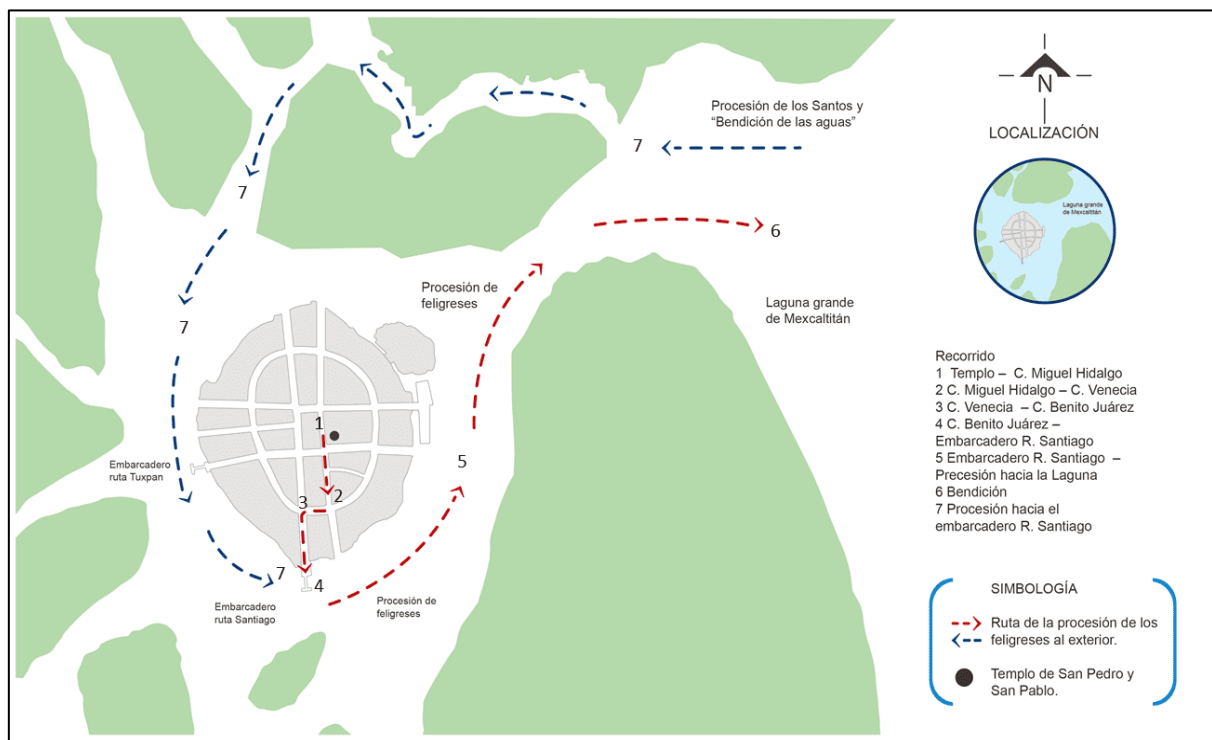 Procesión de los Santos y
“Bendición de las aguas”
7
7
6
Procesión de
feligreses
Laguna grande
de Mexcaltitán
7
1
5
Embarcadero
ruta Tuxpan
2
3
7
4
Embarcadero
ruta Santiago
Procesión de
feligreses
N
LOCALIZACIÓN
Laguna grande
de Mexcaltitán
Recorrido
1 Templo – C. Miguel Hidalgo
2 C. Miguel Hidalgo – C. Venecia
3 C. Venecia – C. Benito Juárez
4 C. Benito Juárez –
Embarcadero R. Santiago
5 Embarcadero R. Santiago –
Precesión hacia la Laguna
6 Bendición
7 Procesión hacia el
embarcadero R. Santiago
SIMBOLOGÍA
Ruta de la procesión de los
feligreses al exterior.
Templo de San Pedro y
San Pablo.